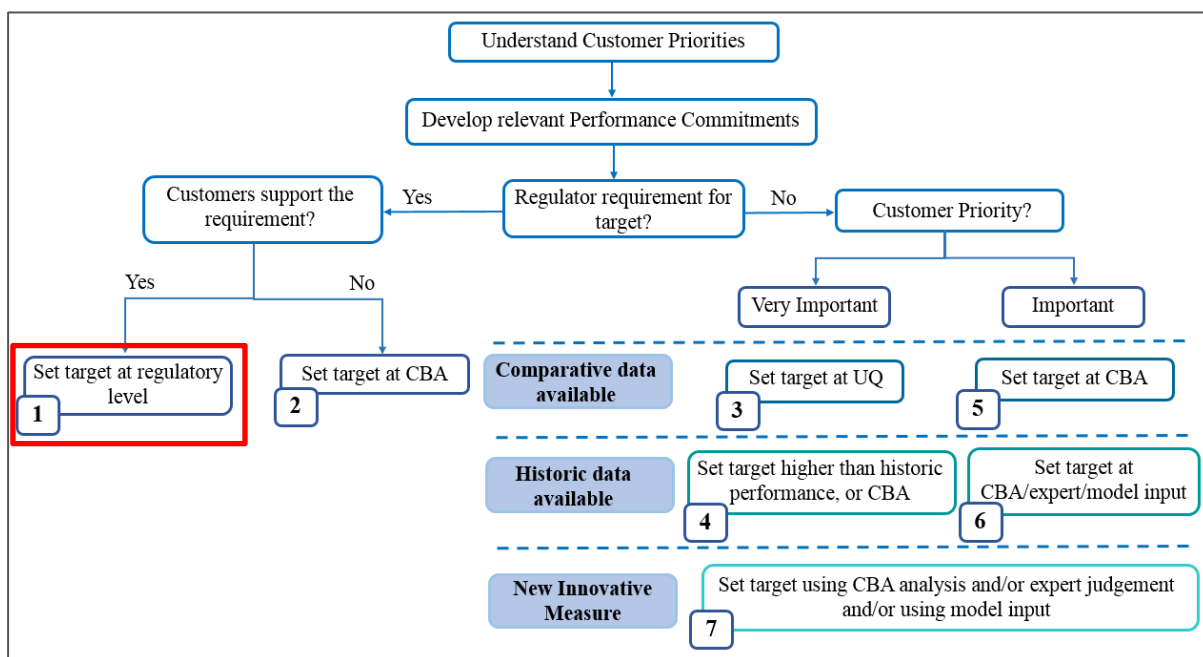 Understand Customer Priorities
Develop relevant Performance Commitments
Customers support the
requirement?
Yes
Regulator requirement for
target?
No
Customer Priority?
Yes
No
Very Important
Important
Set target at regulatory
level
1
Set target at CBA
2
Comparative data
available
Set target at UQ
3
Set target at CBA
5
Historic data
available
Set target higher than historic
performance, or CBA
4
Set target at
CBA/expert/model input
6
New Innovative
Measure
Set target using CBA analysis and/or expert judgement
and/or using model input
7